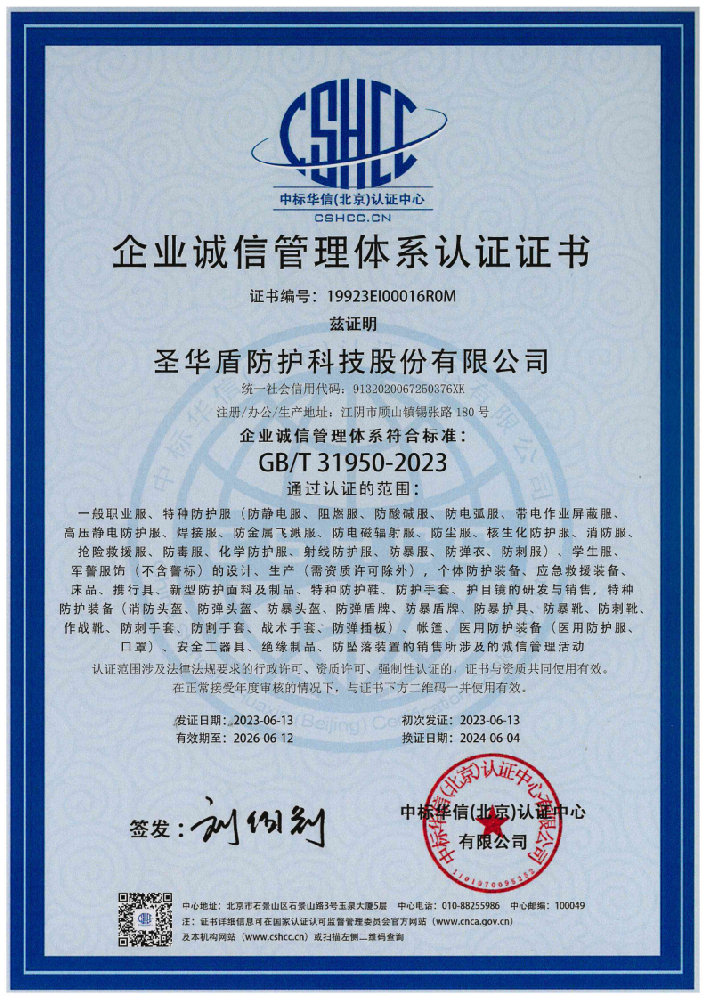 CSHCC
中标华信(北京)认证中心
CSHCC.CN
企业诚信管理体系认证证书
证书编号：19923EI00016R0M
兹证明
圣华盾防护科技股份有限公司
统一社会信用代码：9132020067250376XE
注册/办公/生产地址：江阴市顾山镇锡张路180号
企业诚信管理体系符合标准：
GB/T 31950-2023
通过认证的范围：
一般职业服、特种防护服（防静电服、阻燃服、防酸碱服、防电弧服、带电作业屏蔽服、
高压静电防护服、焊接服、防金属飞溅服、防电磁辐射服、防尘服、核生化防护服、消防服、
抢险救援服、防毒服、化学防护服、射线防护服、防暴服、防弹衣、防刺服）、学生服、
军警服饰（不含警标）的设计、生产（需资质许可除外），个体防护装备、应急救援装备、
床品、携行具、新型防护面料及制品、特种防护鞋、防护手套、护目镜的研发与销售，特种
防护装备（消防头盔、防弹头盔、防暴头盔、防弹盾牌、防暴盾牌、防暴护具、防暴靴、防刺靴、
作战靴、防刺手套、防割手套、战术手套、防弹插板）、帐篷、医用防护装备（医用防护服、
口罩）、安全工器具、绝缘制品、防坠落装置的销售所涉及的诚信管理活动
认证范围涉及法律法规要求的行政许可、资质许可、强制性认证的，证书与资质共同使用有效。
在正常接受年度审核的情况下，与证书下方二维码一并使用有效。
发证日期：2023-06-13 初次发证：2023-06-13
有效期至：2026-06-12 换证日期：2024-06-04
签发：
中标华信(北京)认证中心
有限公司
中标华信(北京)认证中心有限公司
中心地址：北京市石景山区石景山路3号玉泉大厦5层 中心电话：010-88255986 中心邮编：100049
注：证书详细信息可在国家认证认可监督管理委员会官方网站（www.cnca.gov.cn）
及本机构网站（www.cshcc.cn）或扫描左侧二维码查询